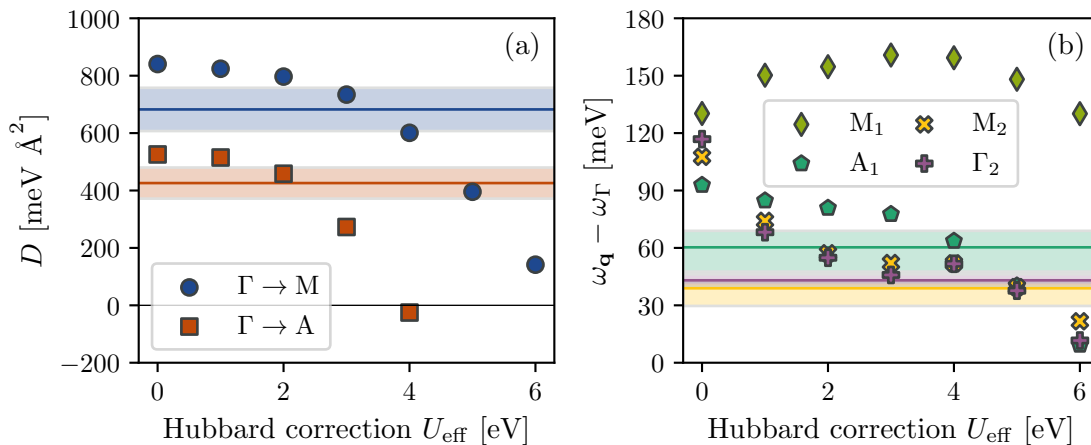 (a)
1000
800
600
400
200
0
−200
D [meV Å²]
Γ → M
Γ → A
0 2 4 6
Hubbard correction U_eff [eV]
(b)
180
150
120
90
60
30
0
ω_q − ω_Γ [meV]
M₁ M₂
A₁ Γ₂
0 2 4 6
Hubbard correction U_eff [eV]